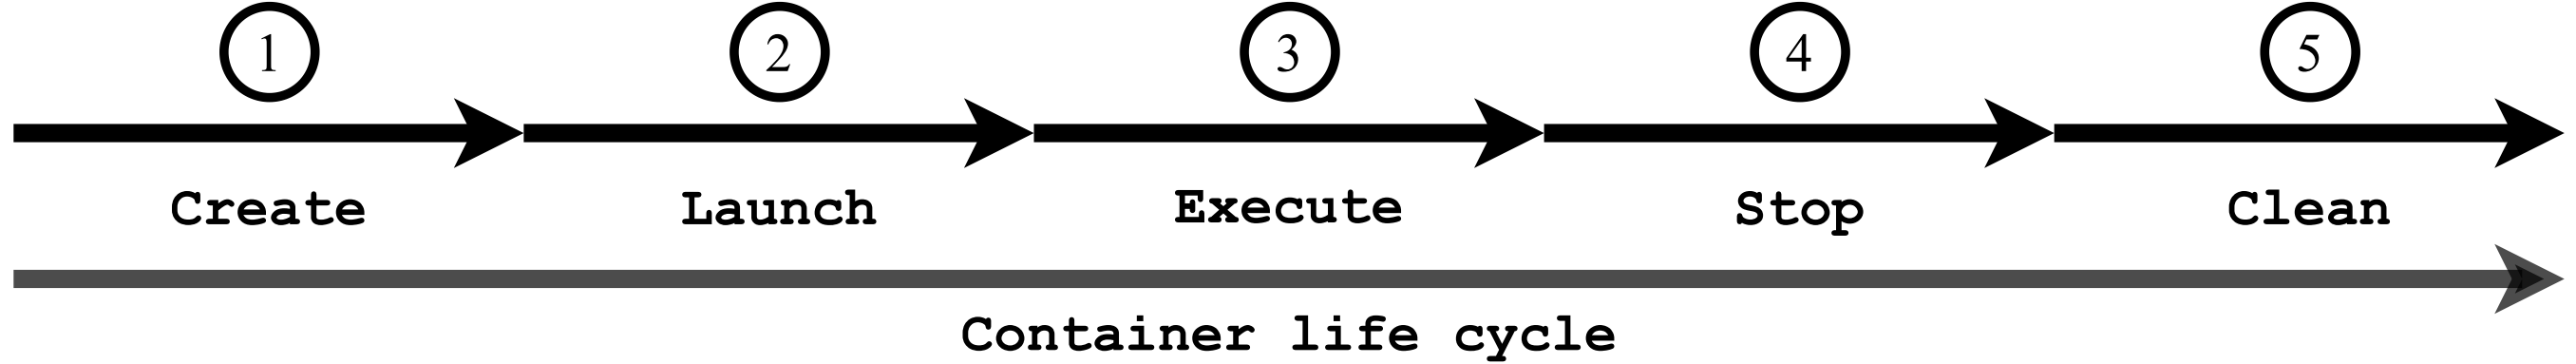 1 2 3 4 5
Create Launch Execute Stop Clean
Container life cycle